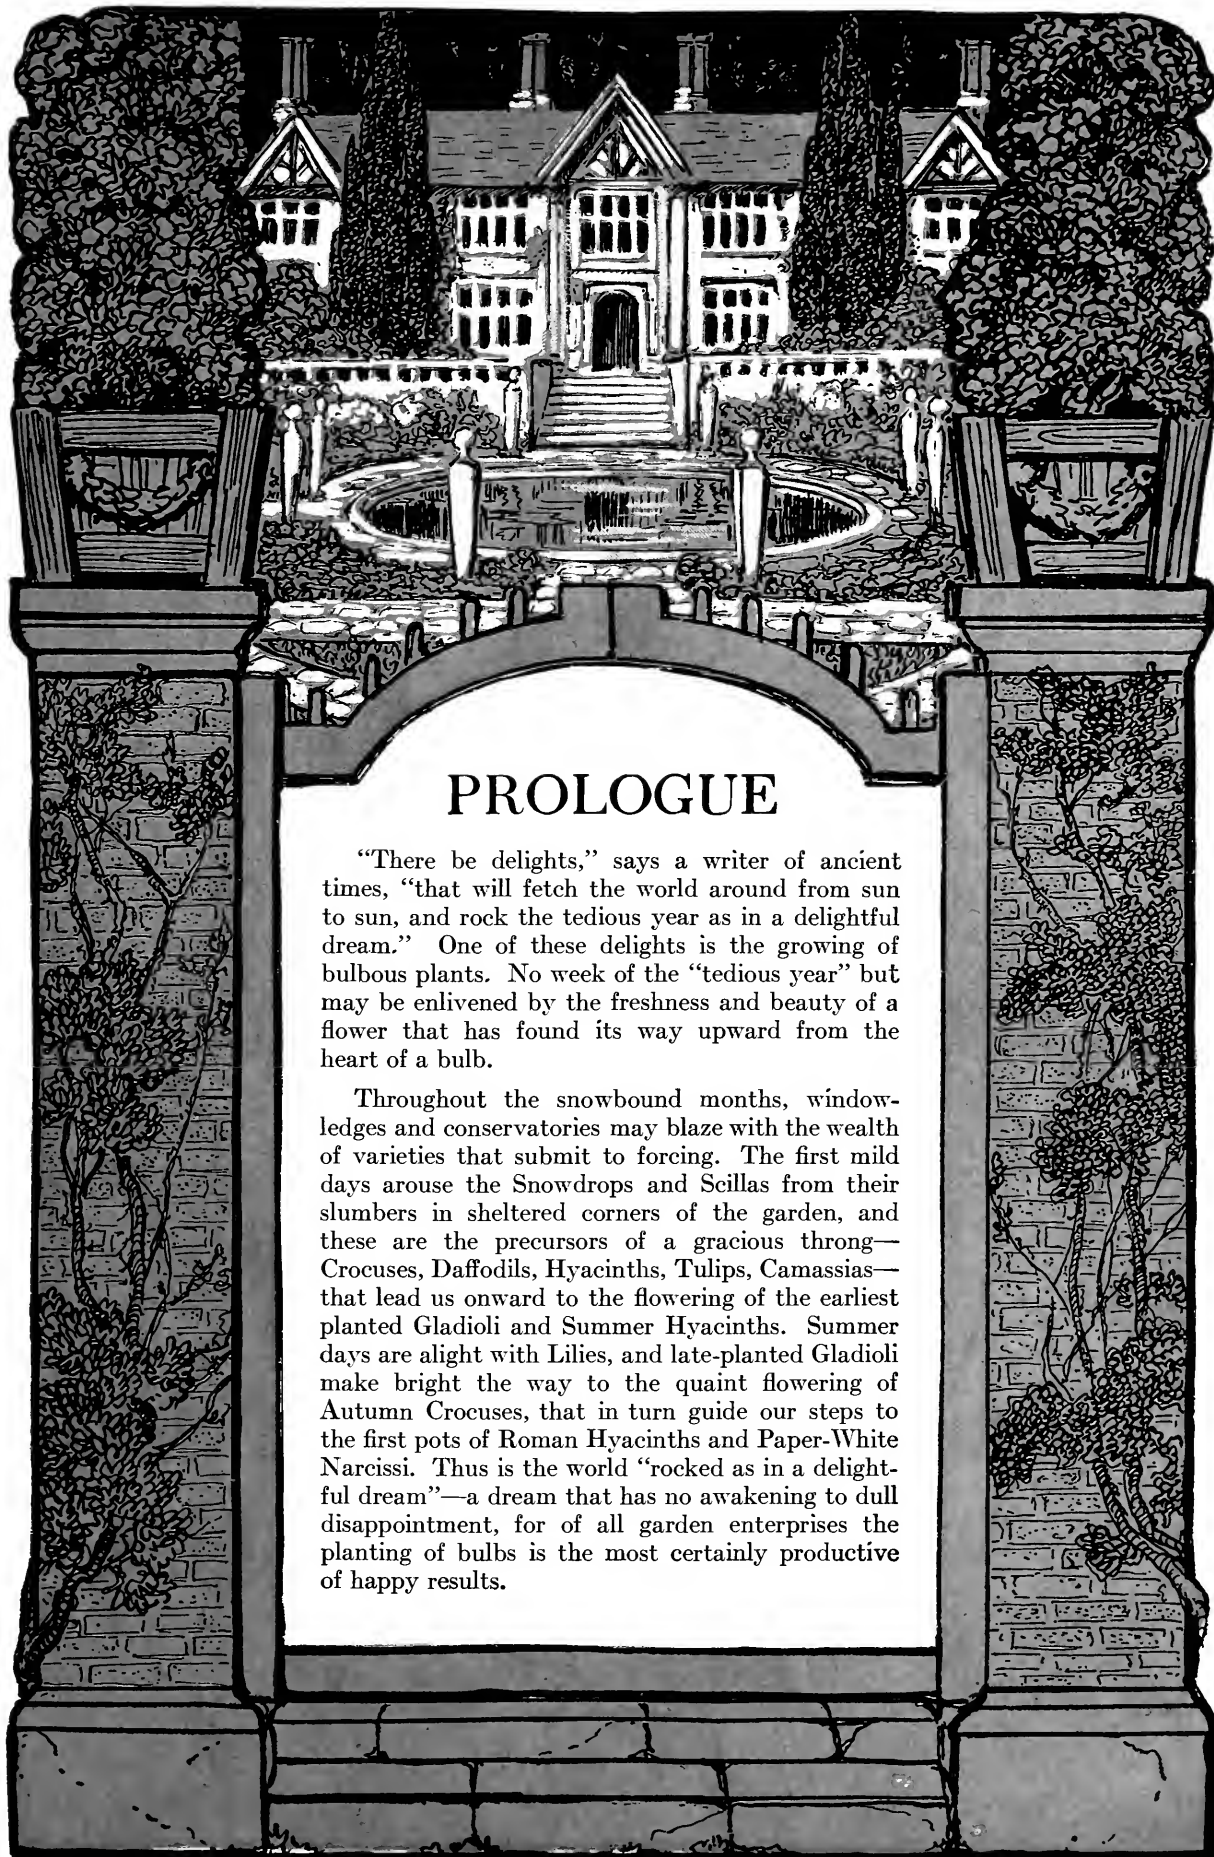 PROLOGUE
“There be delights,” says a writer of ancient
times, “that will fetch the world around from sun
to sun, and rock the tedious year as in a delightful
dream.” One of these delights is the growing of
bulbous plants. No week of the “tedious year” but
may be enlivened by the freshness and beauty of a
flower that has found its way upward from the
heart of a bulb.
Throughout the snowbound months, window-
ledges and conservatories may blaze with the wealth
of varieties that submit to forcing. The first mild
days arouse the Snowdrops and Scillas from their
slumbers in sheltered corners of the garden, and
these are the precursors of a gracious throng—
Crocuses, Daffodils, Hyacinths, Tulips, Camassias—
that lead us onward to the flowering of the earliest
planted Gladioli and Summer Hyacinths. Summer
days are alight with Lilies, and late-planted Gladioli
make bright the way to the quaint flowering of
Autumn Crocuses, that in turn guide our steps to
the first pots of Roman Hyacinths and Paper-White
Narcissi. Thus is the world “rocked as in a delight-
ful dream”—a dream that has no awakening to dull
disappointment, for of all garden enterprises the
planting of bulbs is the most certainly productive
of happy results.